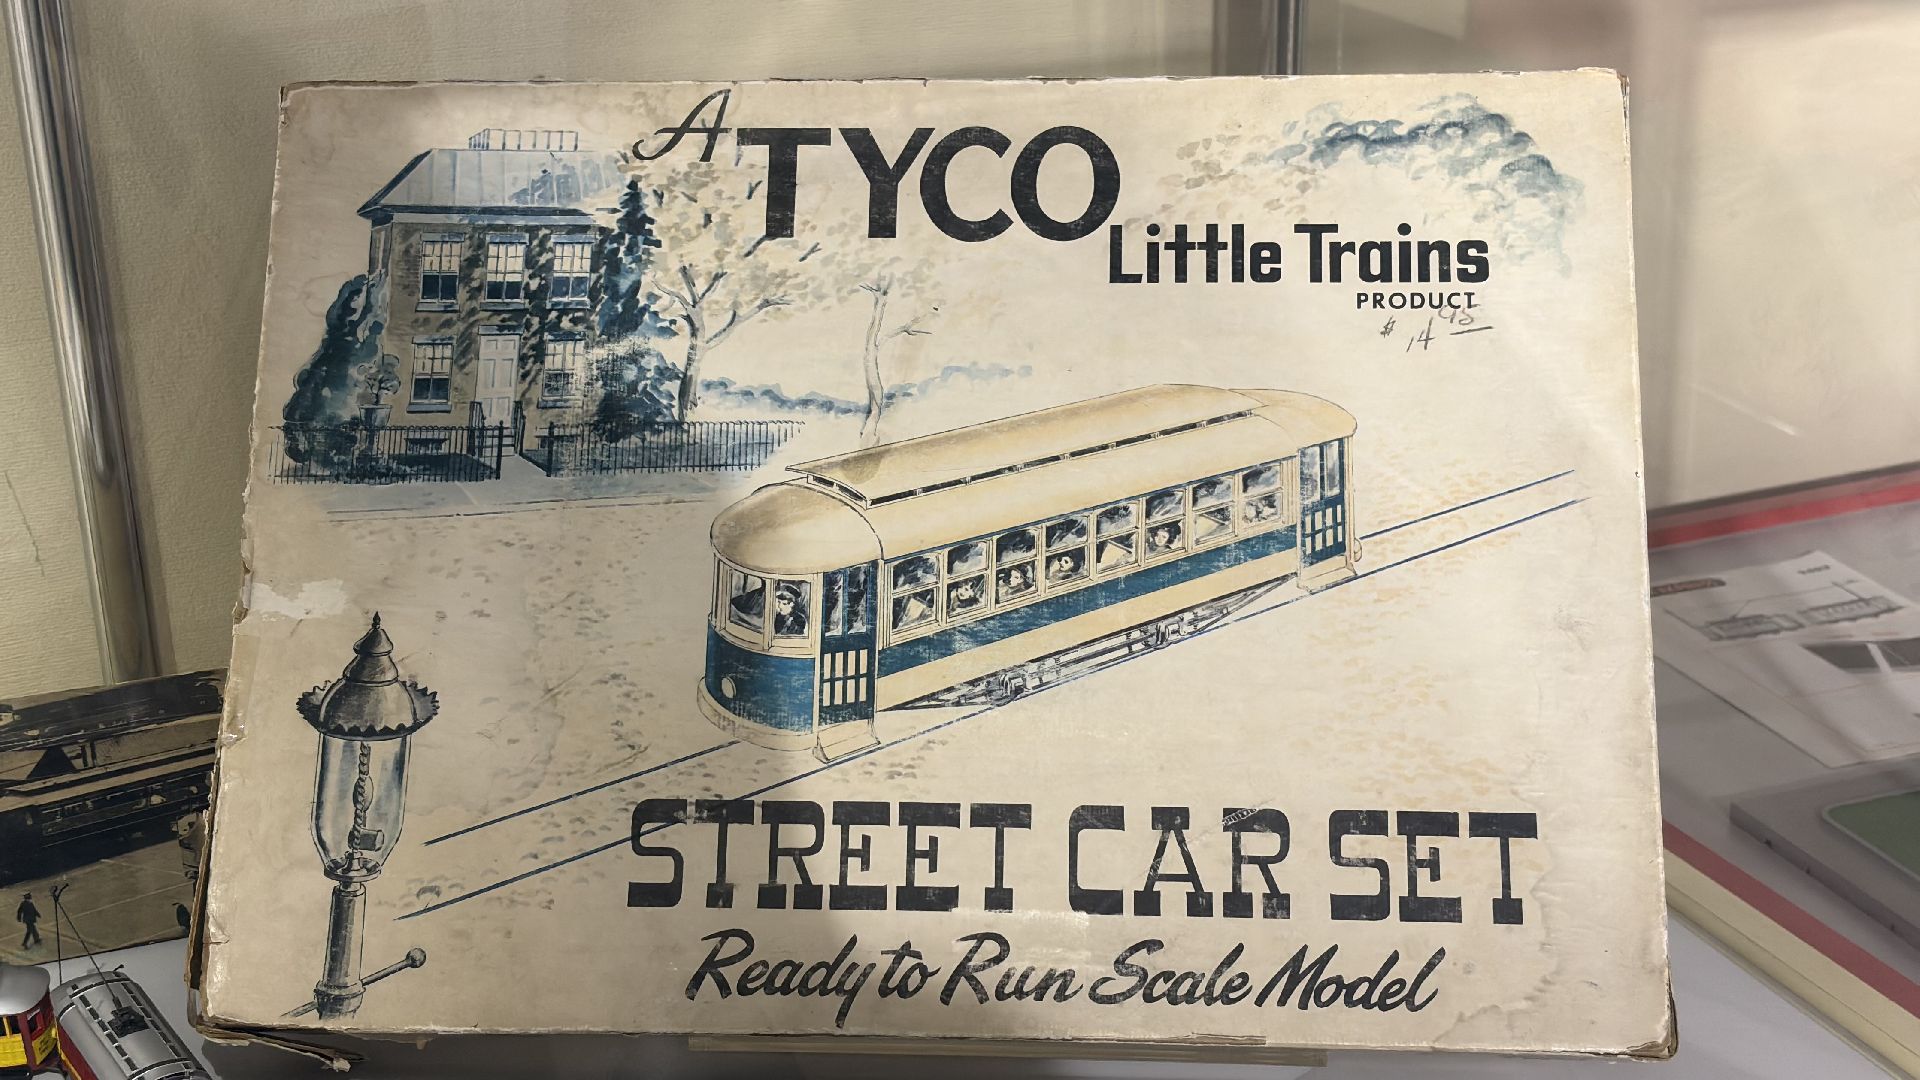 A TYCO
Little Trains
PRODUCT
$ 14 95
STREET CAR SET
Ready to Run Scale Model